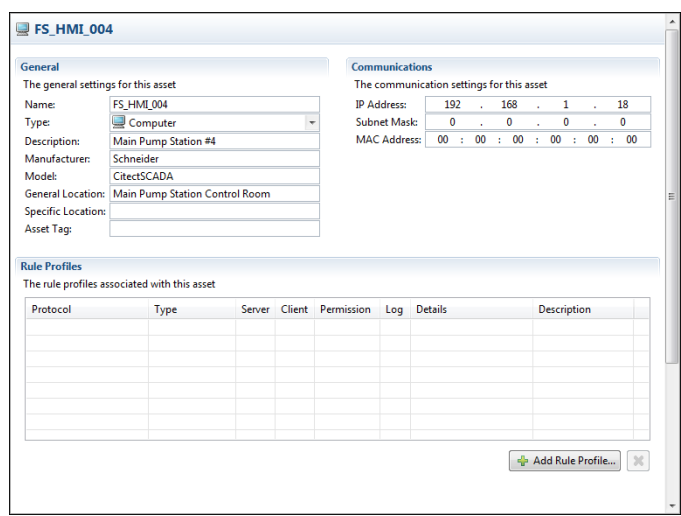 FS_HMI_004
General
The general settings for this asset
Name: FS_HMI_004
Type: Computer
Description: Main Pump Station #4
Manufacturer: Schneider
Model: CitectSCADA
General Location: Main Pump Station Control Room
Specific Location:
Asset Tag:
Communications
The communication settings for this asset
IP Address: 192 . 168 . 1 . 18
Subnet Mask: 0 . 0 . 0 . 0
MAC Address: 00 : 00 : 00 : 00 : 00 : 00
Rule Profiles
The rule profiles associated with this asset
Protocol Type Server Client Permission Log Details Description
Add Rule Profile...